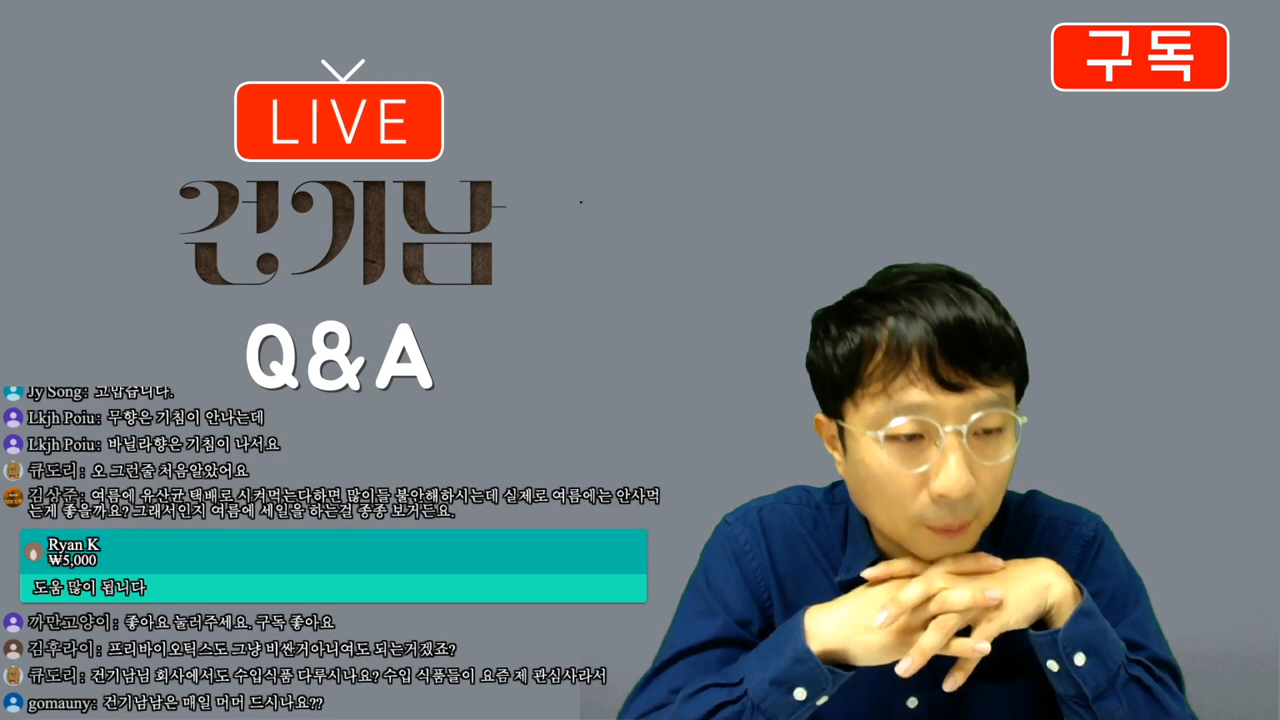 구독
LIVE
건기남
Q&A
Jy Song: 고맙습니다.
Lkjh Poiu: 무향은 기침이 안나는데
Lkjh Poiu: 바닐라향은 기침이 나서요
큐도리: 오 그런줄 처음알았어요
김상준: 여름에 유산균 택배로 시켜먹는다하면 많이들 불안해하시는데 실제로 여름에는 안사먹
는게 좋을까요? 그래서인지 여름에 세일을 하는걸 종종 보거든요.
Ryan K
₩5,000
도움 많이 됩니다
까만고양이: 좋아요 눌러주세요. 구독 좋아요
김후라이: 프리바이오틱스도 그냥 비싼거아니여도 되는거겠죠?
큐도리: 건기남님 회사에서도 수입식품 다루시나요? 수입 식품들이 요즘 제 관심사라서
gomauny: 건기남남은 매일 머머 드시나요??